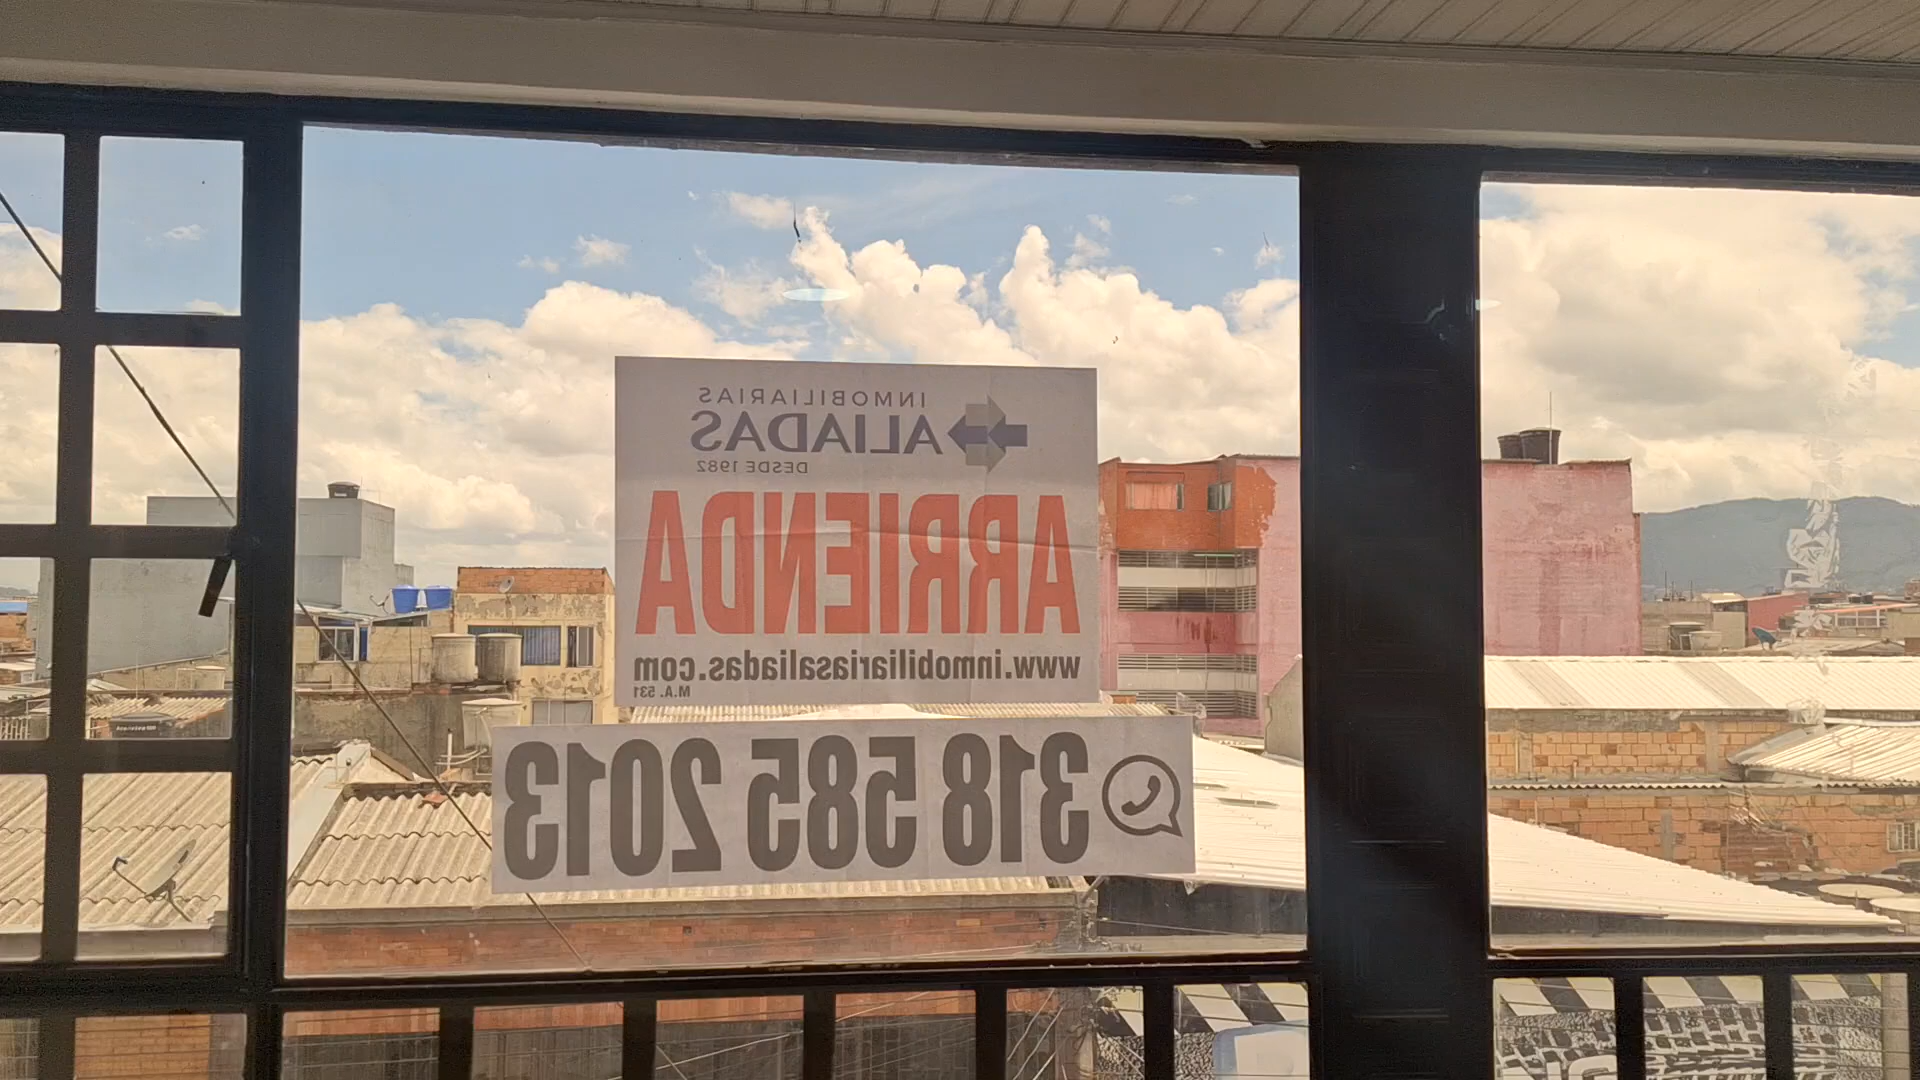 INMOBILIARIAS
ALIADAS
DESDE 1982
ARRIENDA
www.inmobiliariasaliadas.com
M.A. 531
318 585 2013